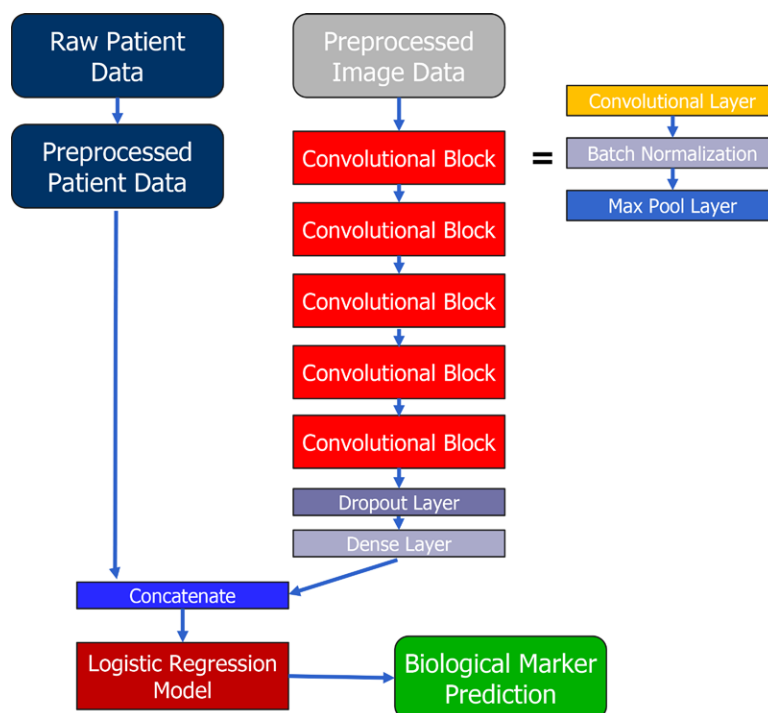 Raw Patient
Data
Preprocessed
Patient Data
Preprocessed
Image Data
Convolutional Block
=
Convolutional Layer
Batch Normalization
Max Pool Layer
Convolutional Block
Convolutional Block
Convolutional Block
Convolutional Block
Dropout Layer
Dense Layer
Concatenate
Logistic Regression
Model
Biological Marker
Prediction